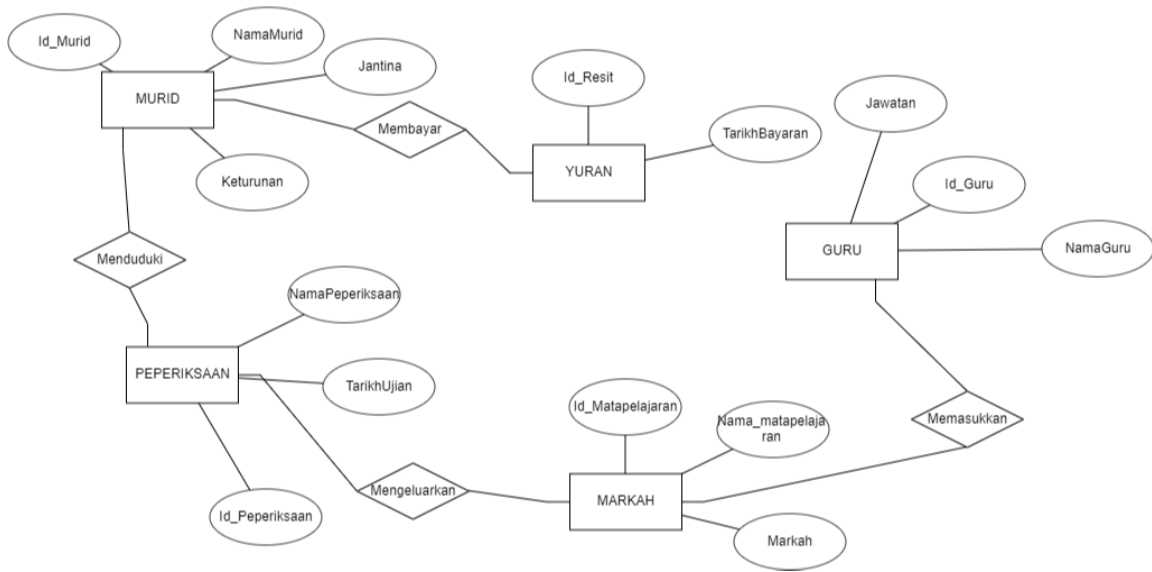 Id_Murid
NamaMurid
Jantina
MURID
Membayar
Keturunan
Id_Resit
TarikhBayaran
YURAN
Jawatan
Id_Guru
NamaGuru
GURU
Menduduki
NamaPeperiksaan
PEPERIKSAAN
TarikhUjian
Id_Peperiksaan
Mengeluarkan
Id_Matapelajaran
Nama_matapelaja
ran
MARKAH
Markah
Memasukkan